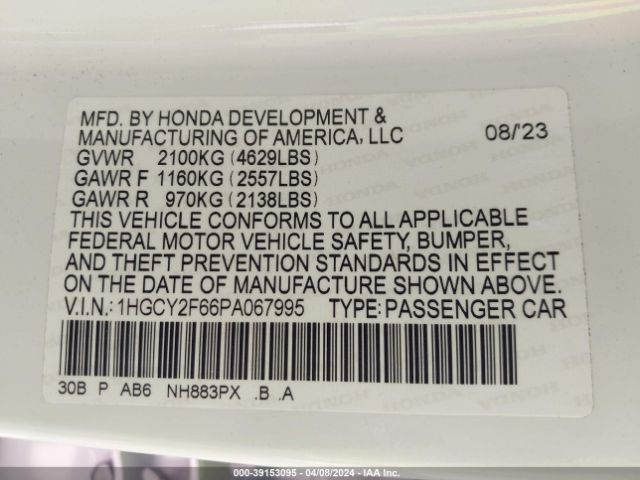 MFD. BY HONDA DEVELOPMENT &
MANUFACTURING OF AMERICA, LLC 08/'23
GVWR 2100KG (4629LBS)
GAWR F 1160KG (2557LBS)
GAWR R 970KG (2138LBS)
THIS VEHICLE CONFORMS TO ALL APPLICABLE
FEDERAL MOTOR VEHICLE SAFETY, BUMPER,
AND THEFT PREVENTION STANDARDS IN EFFECT
ON THE DATE OF MANUFACTURE SHOWN ABOVE.
V.I.N.: 1HGCY2F66PA067995 TYPE: PASSENGER CAR
30B P AB6 NH883PX .B .A
000-39153095 - 04/08/2024 - IAA Inc.